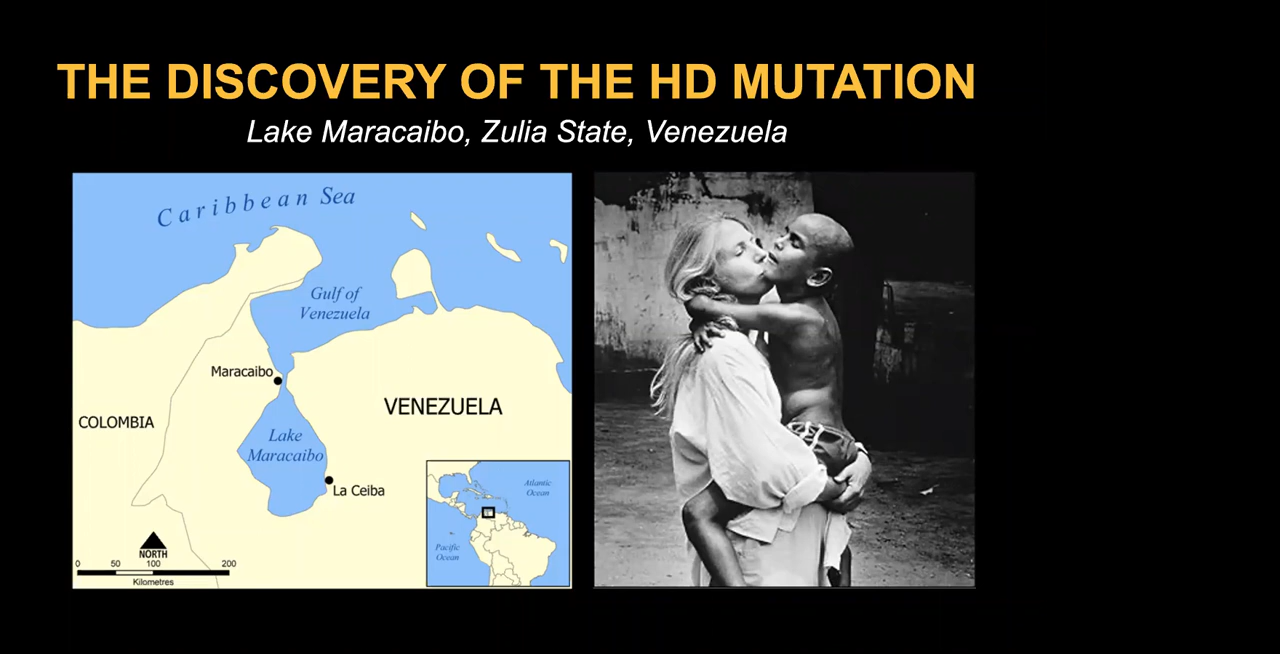 THE DISCOVERY OF THE HD MUTATION
Lake Maracaibo, Zulia State, Venezuela
Caribbean Sea
Gulf of
Venezuela
Maracaibo
COLOMBIA
VENEZUELA
Lake
Maracaibo
La Ceiba
Atlantic
Ocean
Pacific
Ocean
NORTH
0 50 100 200
Kilometres